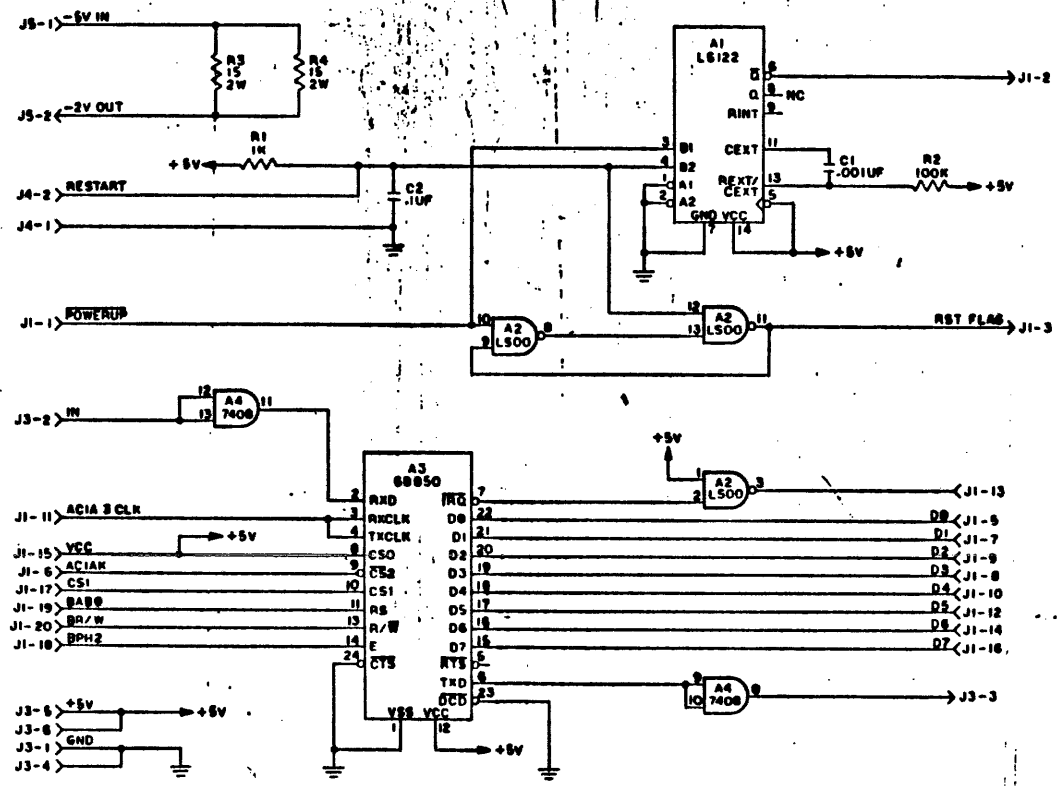 J5-1 -5V IN
R3 15 2W
R4 15 2W
J5-2 -2V OUT
A1
LS122
Q 6
J1-2
Q 8 NC
RINT 9
R1
1K
+5V
3 B1
CEXT 11
4 B2
C1
.001UF
R2
100K
1 A1
REXT/
CEXT
13
+5V
2 A2
5
GND VCC
7 14
+5V
J4-2 RESTART
C2
.1UF
J4-1
J1-1 POWERUP
10
9
A2
LS00
8
12
13
A2
LS00
11
RST FLAG J1-3
J3-2 IN
12
13
A4
7408
11
A3
68850
+5V
1
2
A2
LS00
3
J1-13
2 RXD
IRQ 7
J1-11 ACIA 3 CLK
3 RXCLK
D0 22
D0 J1-5
4 TXCLK
D1 21
D1 J1-7
J1-15 VCC
+5V
8 CS0
D2 20
D2 J1-9
J1-6 ACIAK
9 CS2
D3 19
D3 J1-8
J1-17 CS1
10 CS1
D4 18
D4 J1-10
J1-19 BAB0
11 RS
D5 17
D5 J1-12
J1-20 BR/W
13 R/W
D6 16
D6 J1-14
J1-18 BPH2
14 E
D7 15
D7 J1-16
24 CTS
RTS 5
TXD 6
9
10
A4
7408
8
J3-3
DCD 23
VSS VCC
1 12
+5V
J3-5 +5V
+5V
J3-6
J3-1 GND
J3-4